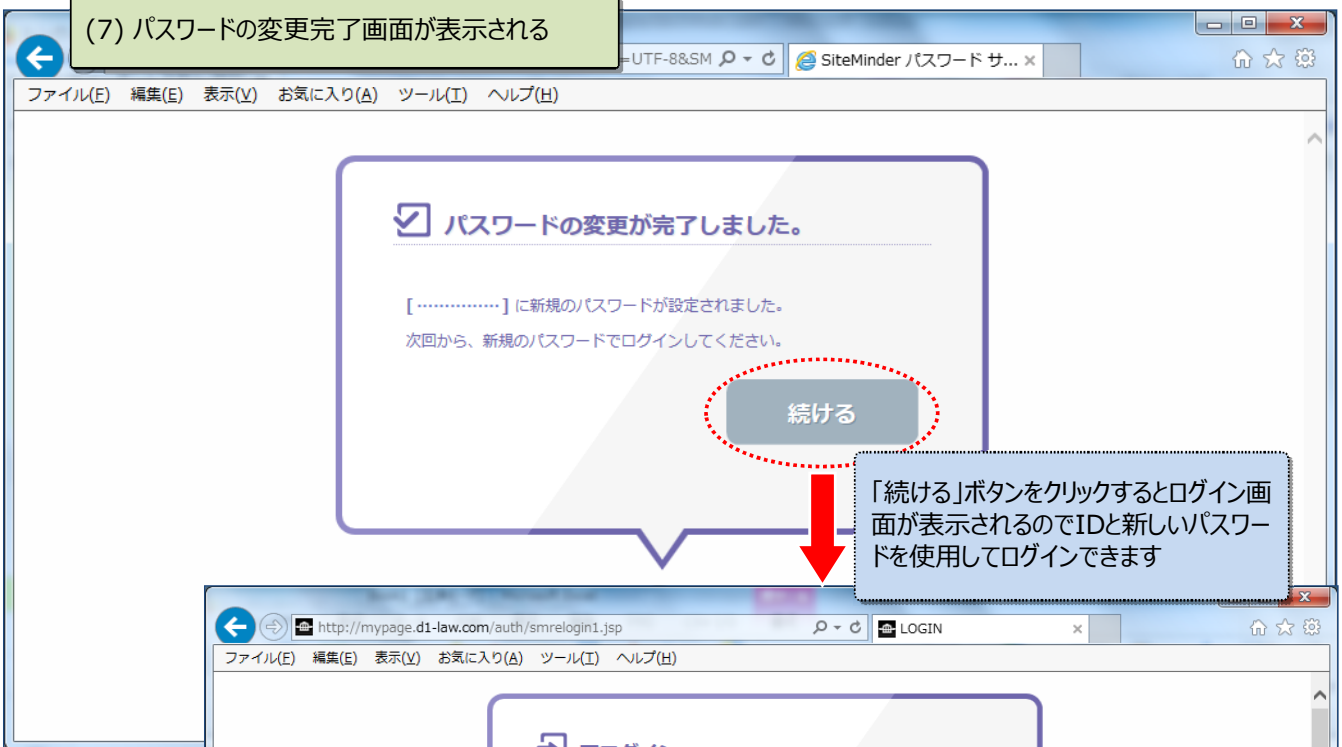 (7) パスワードの変更完了画面が表示される
=UTF-8&SM
SiteMinder パスワード サ...
ファイル(F) 編集(E) 表示(V) お気に入り(A) ツール(T) ヘルプ(H)
パスワードの変更が完了しました。
[ ··············· ] に新規のパスワードが設定されました。
次回から、新規のパスワードでログインしてください。
続ける
「続ける」ボタンをクリックするとログイン画
面が表示されるのでIDと新しいパスワー
ドを使用してログインできます
http://mypage.d1-law.com/auth/smrelogin1.jsp
LOGIN
ファイル(F) 編集(E) 表示(V) お気に入り(A) ツール(T) ヘルプ(H)